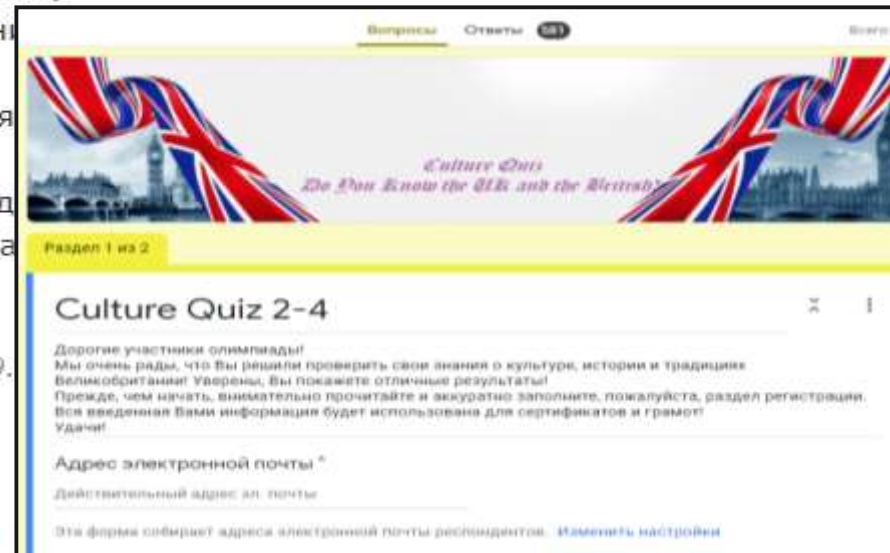 Вопросы Ответы 581 Всего
Culture Quiz
Do You Know the UK and the British?
Раздел 1 из 2
Culture Quiz 2-4
Дорогие участники олимпиады!
Мы очень рады, что Вы решили проверить свои знания о культуре, истории и традициях
Великобритании! Уверены, Вы покажете отличные результаты!
Прежде, чем начать, внимательно прочитайте и аккуратно заполните, пожалуйста, раздел регистрации.
Вся введенная Вами информация будет использована для сертификатов и грамот!
Удачи!
Адрес электронной почты *
Действительный адрес эл. почты
Эта форма собирает адреса электронной почты респондентов. Изменить настройки